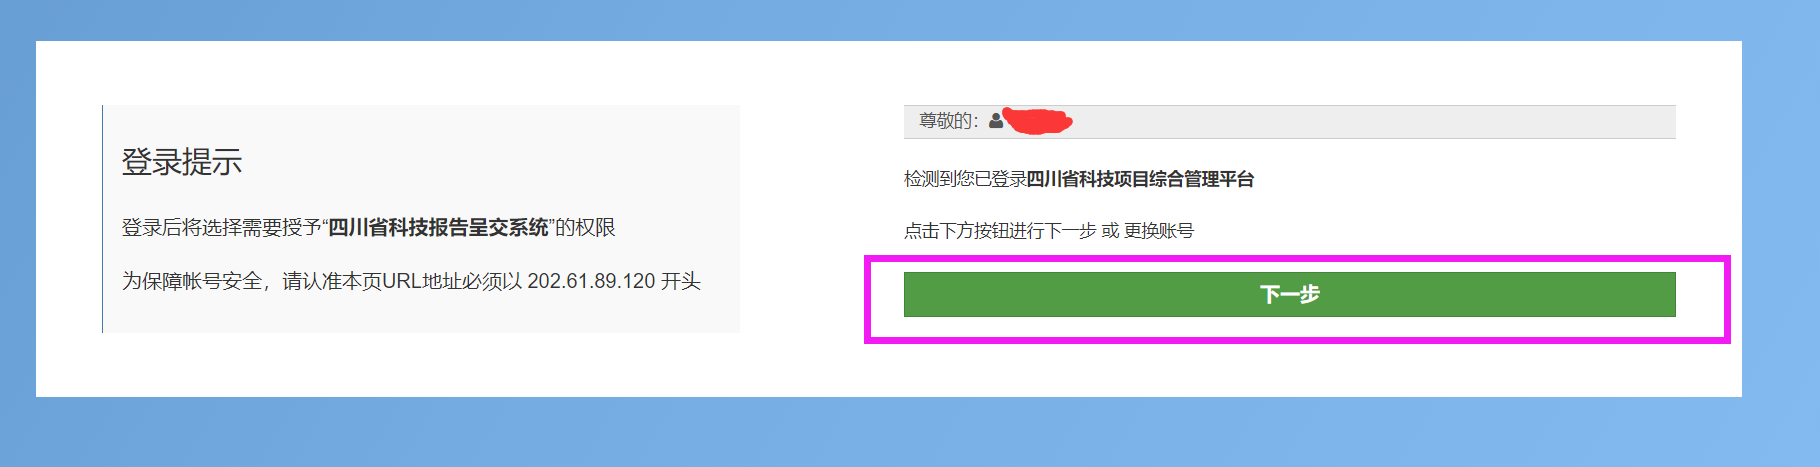 登录提示
登录后将选择需要授予“四川省科技报告呈交系统”的权限
为保障帐号安全，请认准本页URL地址必须以 202.61.89.120 开头
尊敬的：
检测到您已登录四川省科技项目综合管理平台
点击下方按钮进行下一步 或 更换账号
下一步